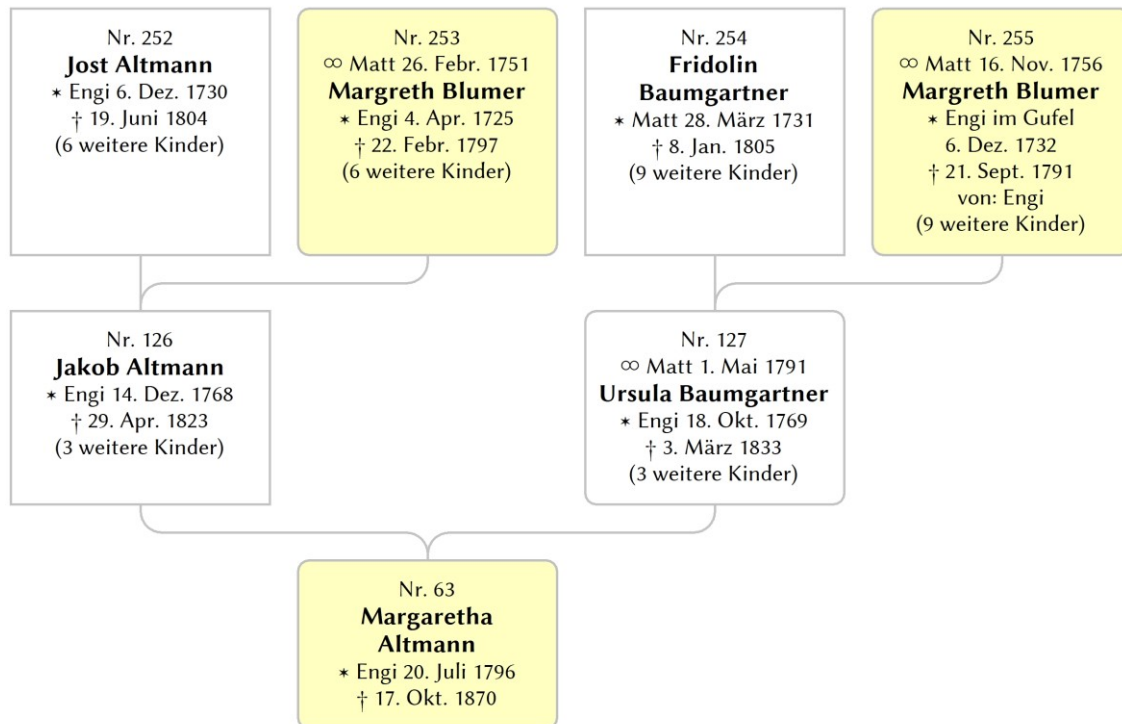 Nr. 252
Jost Altmann
* Engi 6. Dez. 1730
† 19. Juni 1804
(6 weitere Kinder)
Nr. 253
∞ Matt 26. Febr. 1751
Margreth Blumer
* Engi 4. Apr. 1725
† 22. Febr. 1797
(6 weitere Kinder)
Nr. 254
Fridolin
Baumgartner
* Matt 28. März 1731
† 8. Jan. 1805
(9 weitere Kinder)
Nr. 255
∞ Matt 16. Nov. 1756
Margreth Blumer
* Engi im Gufel
6. Dez. 1732
† 21. Sept. 1791
von: Engi
(9 weitere Kinder)
Nr. 126
Jakob Altmann
* Engi 14. Dez. 1768
† 29. Apr. 1823
(3 weitere Kinder)
Nr. 127
∞ Matt 1. Mai 1791
Ursula Baumgartner
* Engi 18. Okt. 1769
† 3. März 1833
(3 weitere Kinder)
Nr. 63
Margaretha
Altmann
* Engi 20. Juli 1796
† 17. Okt. 1870